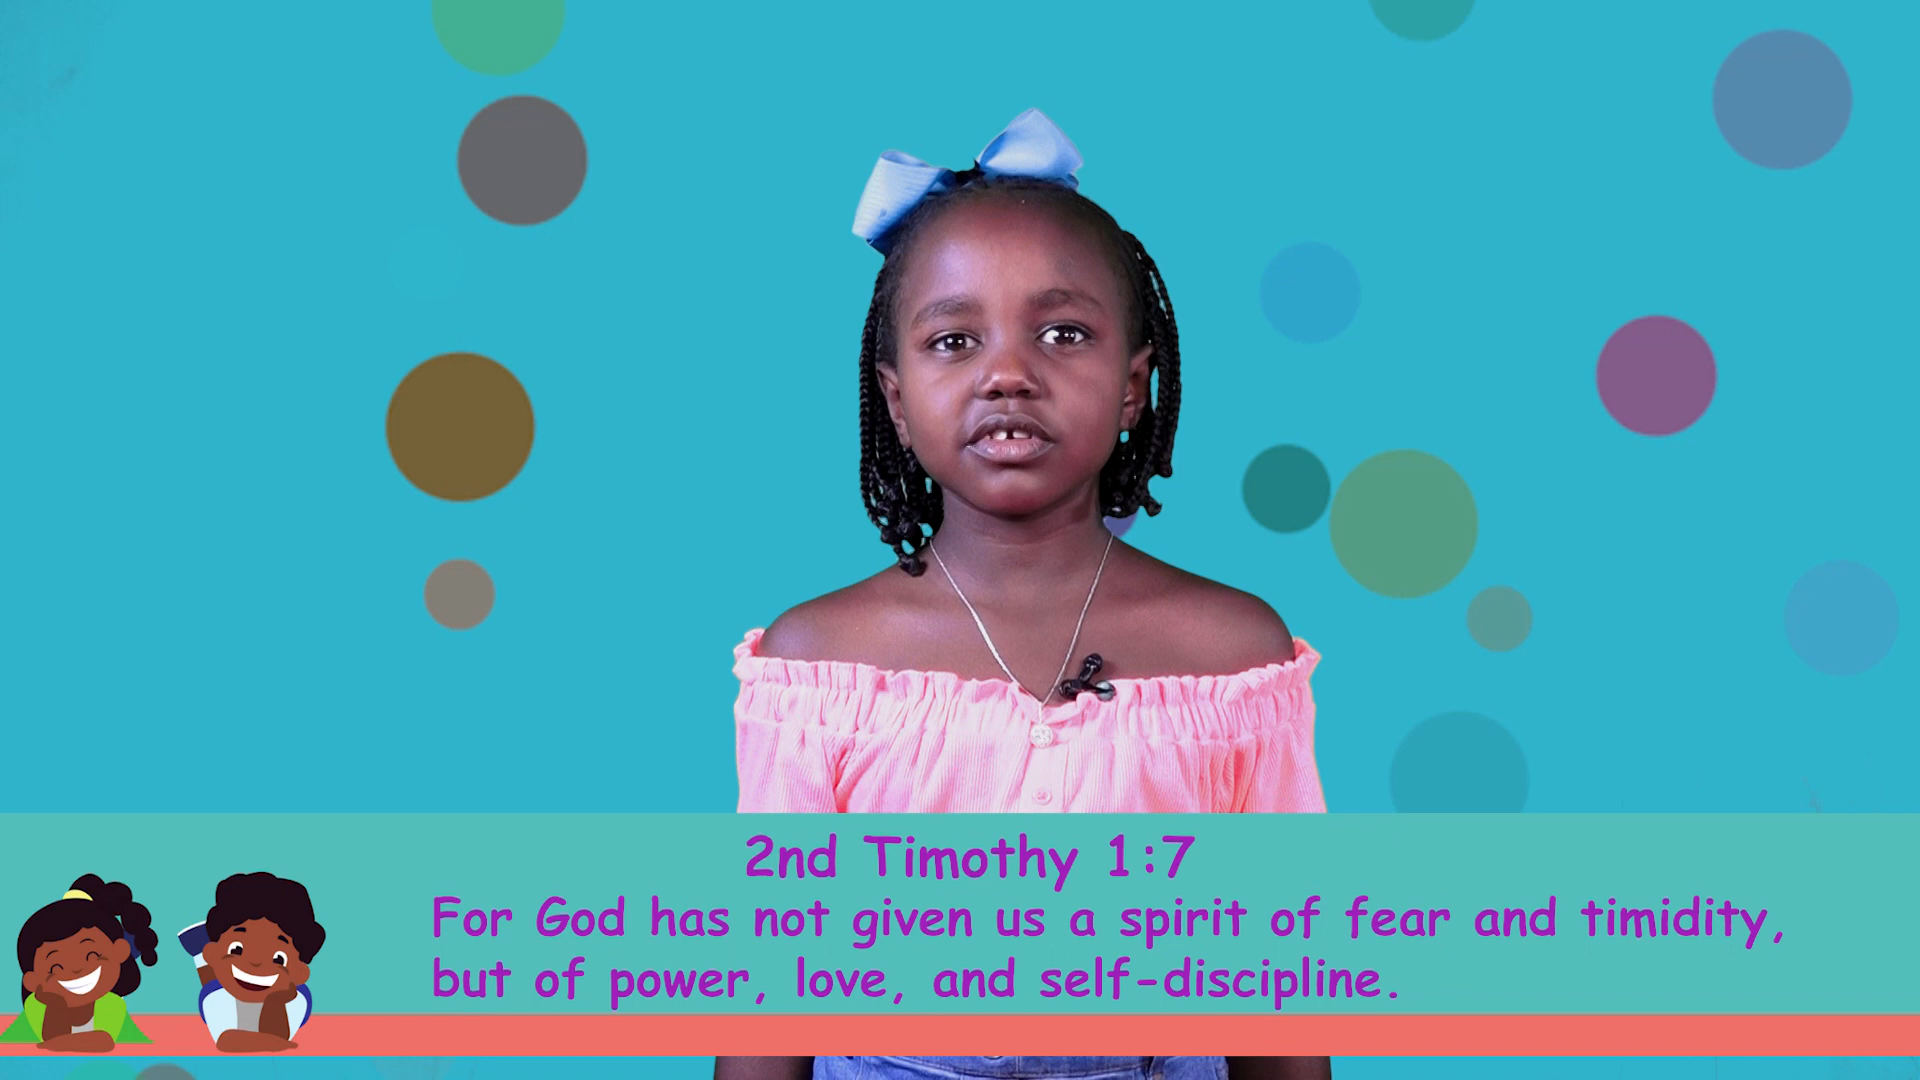 2nd Timothy 1:7
For God has not given us a spirit of fear and timidity,
but of power, love, and self-discipline.